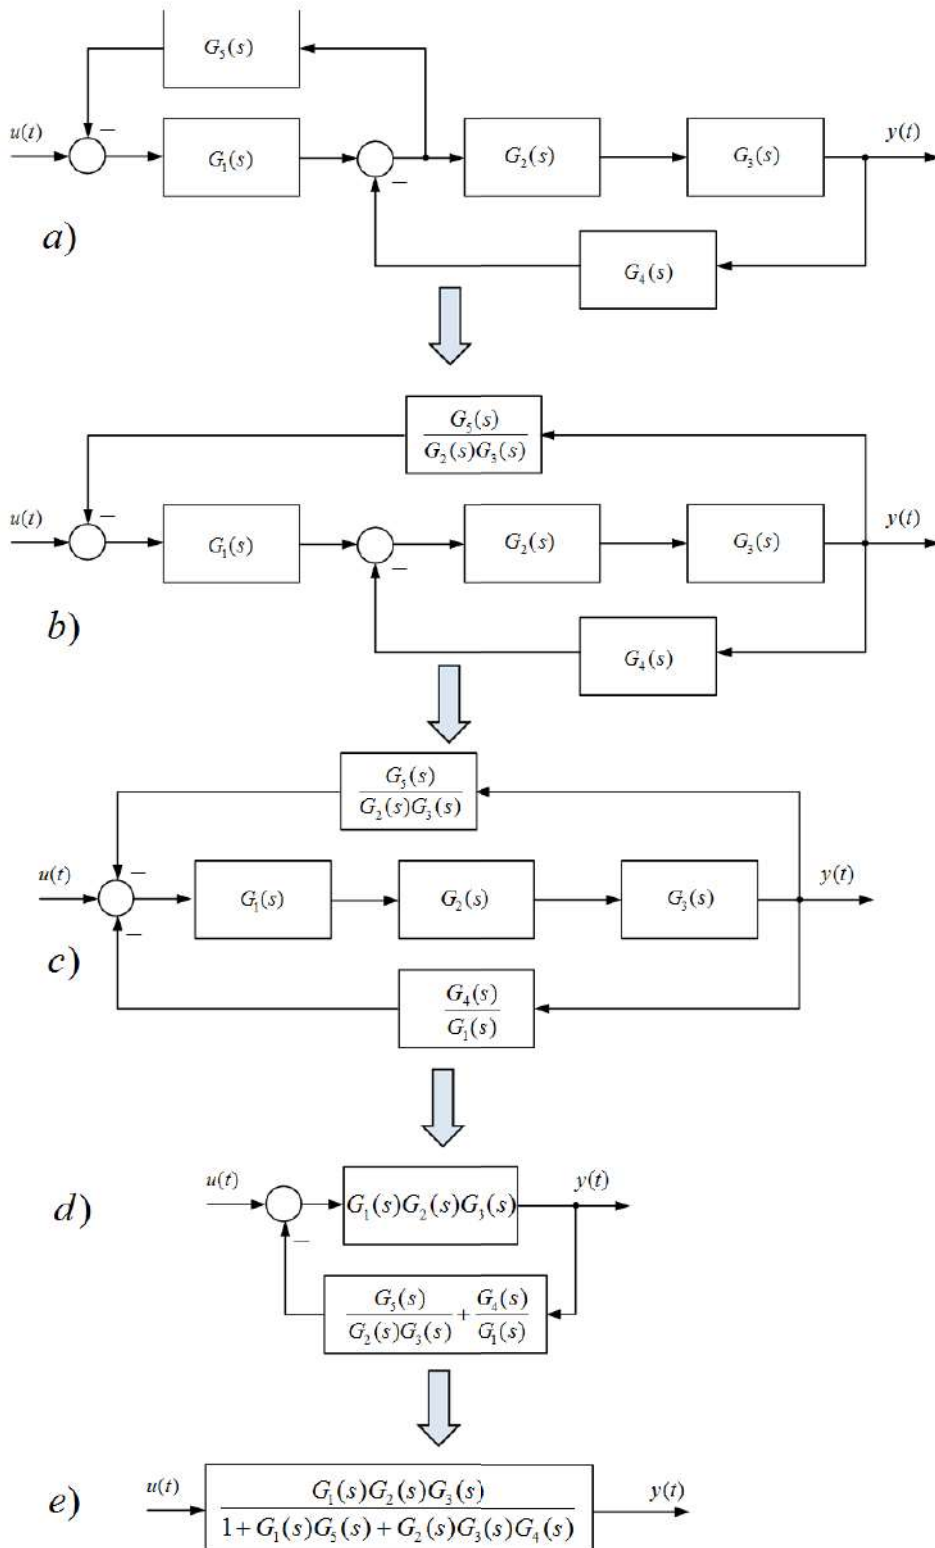 G₅(s)
u(t)
−
G₁(s)
−
G₂(s)
G₃(s)
y(t)
a)
G₄(s)
G₅(s)
G₂(s)G₃(s)
u(t)
−
G₁(s)
−
G₂(s)
G₃(s)
y(t)
b)
G₄(s)
G₅(s)
G₂(s)G₃(s)
u(t)
−
−
G₁(s)
G₂(s)
G₃(s)
y(t)
c)
G₄(s)
G₁(s)
d)
u(t)
−
G₁(s)G₂(s)G₃(s)
y(t)
G₅(s)/G₂(s)G₃(s) + G₄(s)/G₁(s)
e)
u(t)
G₁(s)G₂(s)G₃(s)
1+G₁(s)G₅(s)+G₂(s)G₃(s)G₄(s)
y(t)